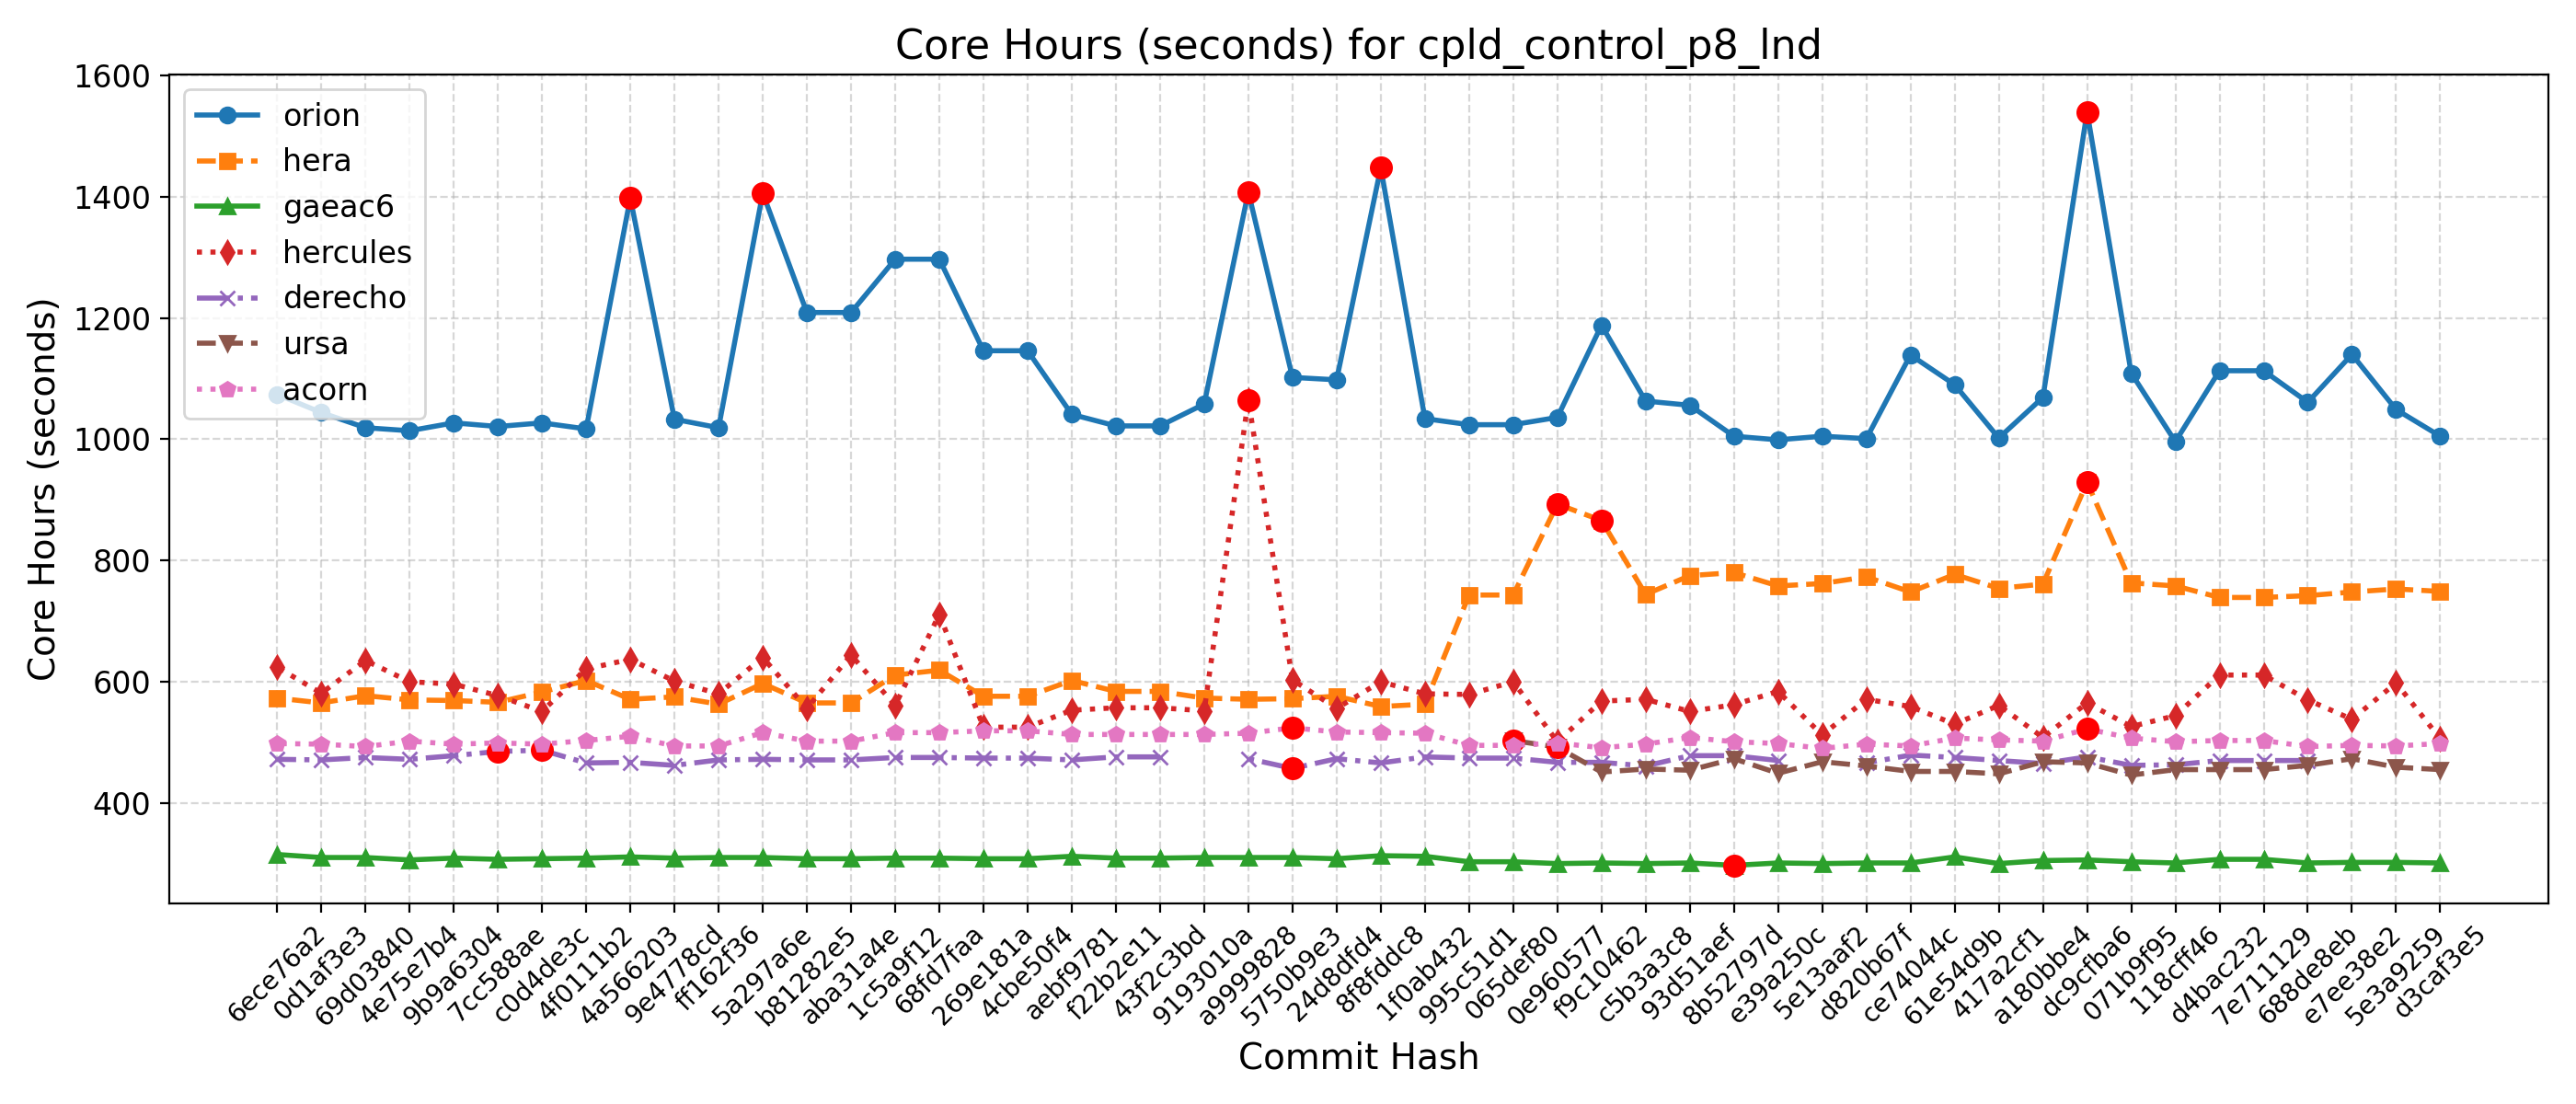 Core Hours (seconds) for cpld_control_p8_lnd
Core Hours (seconds)
1600
1400
1200
1000
800
600
400
orion
hera
gaeac6
hercules
derecho
ursa
acorn
6ece76a2
0d1af3e3
69d03840
4e75e7b4
9b9a6304
7cc588ae
c0d4de3c
4f0111b2
4a566203
9e4778cd
ff162f36
5a297a6e
b81282e5
aba31a4e
1c5a9f12
68fd7faa
269e181a
4cbe50f4
aebf9781
f22b2e11
43f2c3bd
9193010a
a9999828
5750b9e3
24d8dfd4
8f8fddc8
1f0ab432
995c51d1
065def80
0e960577
f9c10462
c5b3a3c8
93d51aef
8b52797d
e39a250c
5e13aaf2
d820b67f
ce74044c
61e54d9b
417a2cf1
a180bbe4
dc9cfba6
071b9f95
118cff46
d4bac232
7e711129
688de8eb
e7ee38e2
5e3a9259
d3caf3e5
Commit Hash